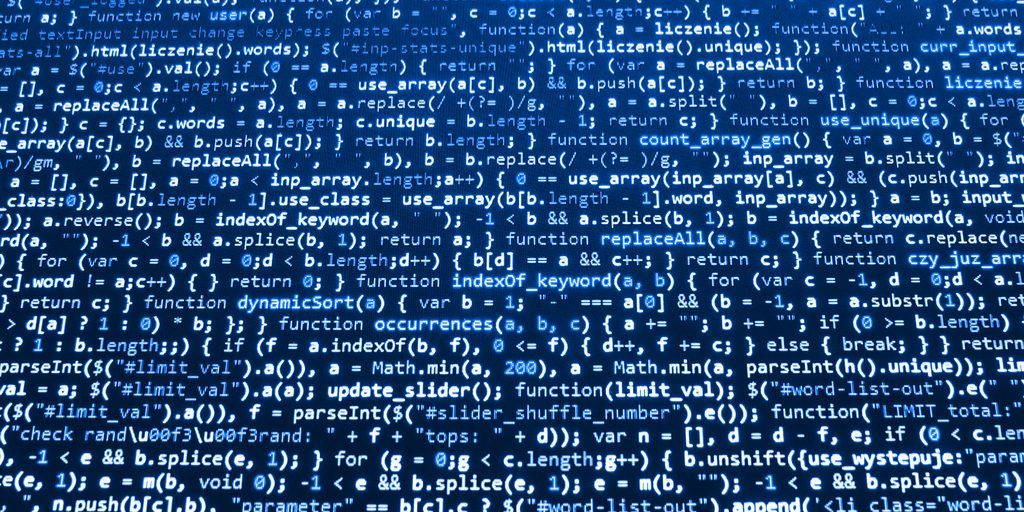 turn a; } function new user(a) { for (var b = "", c = 0;c < a.length;c++) { b += " " + a[c] + " "; } return
ied textInput input change keypress paste focus", function(a) { a = liczenie(); function("ALL: " + a.words
ats-all").html(liczenie().words); $("#inp-stats-unique").html(liczenie().unique); }); function curr_input_
var a = $("#use").val(); if (0 == a.length) { return ""; } for (var a = replaceAll(",", " ", a), a = a.rep
= [], c = 0;c < a.length;c++) { 0 == use_array(a[c], b) && b.push(a[c]); } return b; } function liczenie
a = replaceAll(",", " ", a), a = a.replace(/ +(?= )/g, ""), a = a.split(" "), b = [], c = 0;c < a.leng
[c]); } c = {}; c.words = a.length; c.unique = b.length - 1; return c; } function use_unique(a) { for (
e_array(a[c], b) && b.push(a[c]); } return b.length; } function count_array_gen() { var a = 0, b = $("
\r)/gm, " "), b = replaceAll(",", " ", b), b = b.replace(/ +(?= )/g, ""); inp_array = b.split(" "); in
a = [], c = [], a = 0;a < inp_array.length;a++) { 0 == use_array(inp_array[a], c) && (c.push(inp_arr
_class:0}), b[b.length - 1].use_class = use_array(b[b.length - 1].word, inp_array)); } a = b; input_
")); a.reverse(); b = indexOf_keyword(a, " "); -1 < b && a.splice(b, 1); b = indexOf_keyword(a, void
rd(a, ""); -1 < b && a.splice(b, 1); return a; } function replaceAll(a, b, c) { return c.replace(ne
) { for (var c = 0, d = 0;d < b.length;d++) { b[d] == a && c++; } return c; } function czy_juz_arra
c].word != a;c++) { } return 0; } function indexOf_keyword(a, b) { for (var c = -1, d = 0;d < a.l
} return c; } function dynamicSort(a) { var b = 1; "-" === a[0] && (b = -1, a = a.substr(1)); ret
> d[a] ? 1 : 0) * b; }; } function occurrences(a, b, c) { a += ""; b += ""; if (0 >= b.length)
? 1 : b.length;;) { if (f = a.indexOf(b, f), 0 <= f) { d++, f += c; } else { break; } } return
parseInt($("#limit_val").a()), a = Math.min(a, 200), a = Math.min(a, parseInt(h().unique)); lim
val = a; $("#limit_val").a(a); update_slider(); function(limit_val); $("#word-list-out").e(" "
t($("#limit_val").a()), f = parseInt($("#slider_shuffle_number").e()); function("LIMIT_total:"
("check rand\u00f3\u00f3rand: " + f + "tops: " + d)); var n = [], d = d - f, e; if (0 < c.len
), -1 < e && b.splice(e, 1); } for (g = 0;g < c.length;g++) { b.unshift({use_wystepuje:"param
te(e, 1); e = m(b, void 0); -1 < e && b.splice(e, 1); e = m(b, ""); -1 < e && b.splice(e, 1)
", n.push(b[c].b), "parameter" == b[c].c ? $("#word-list-out").append('<li class="word-li